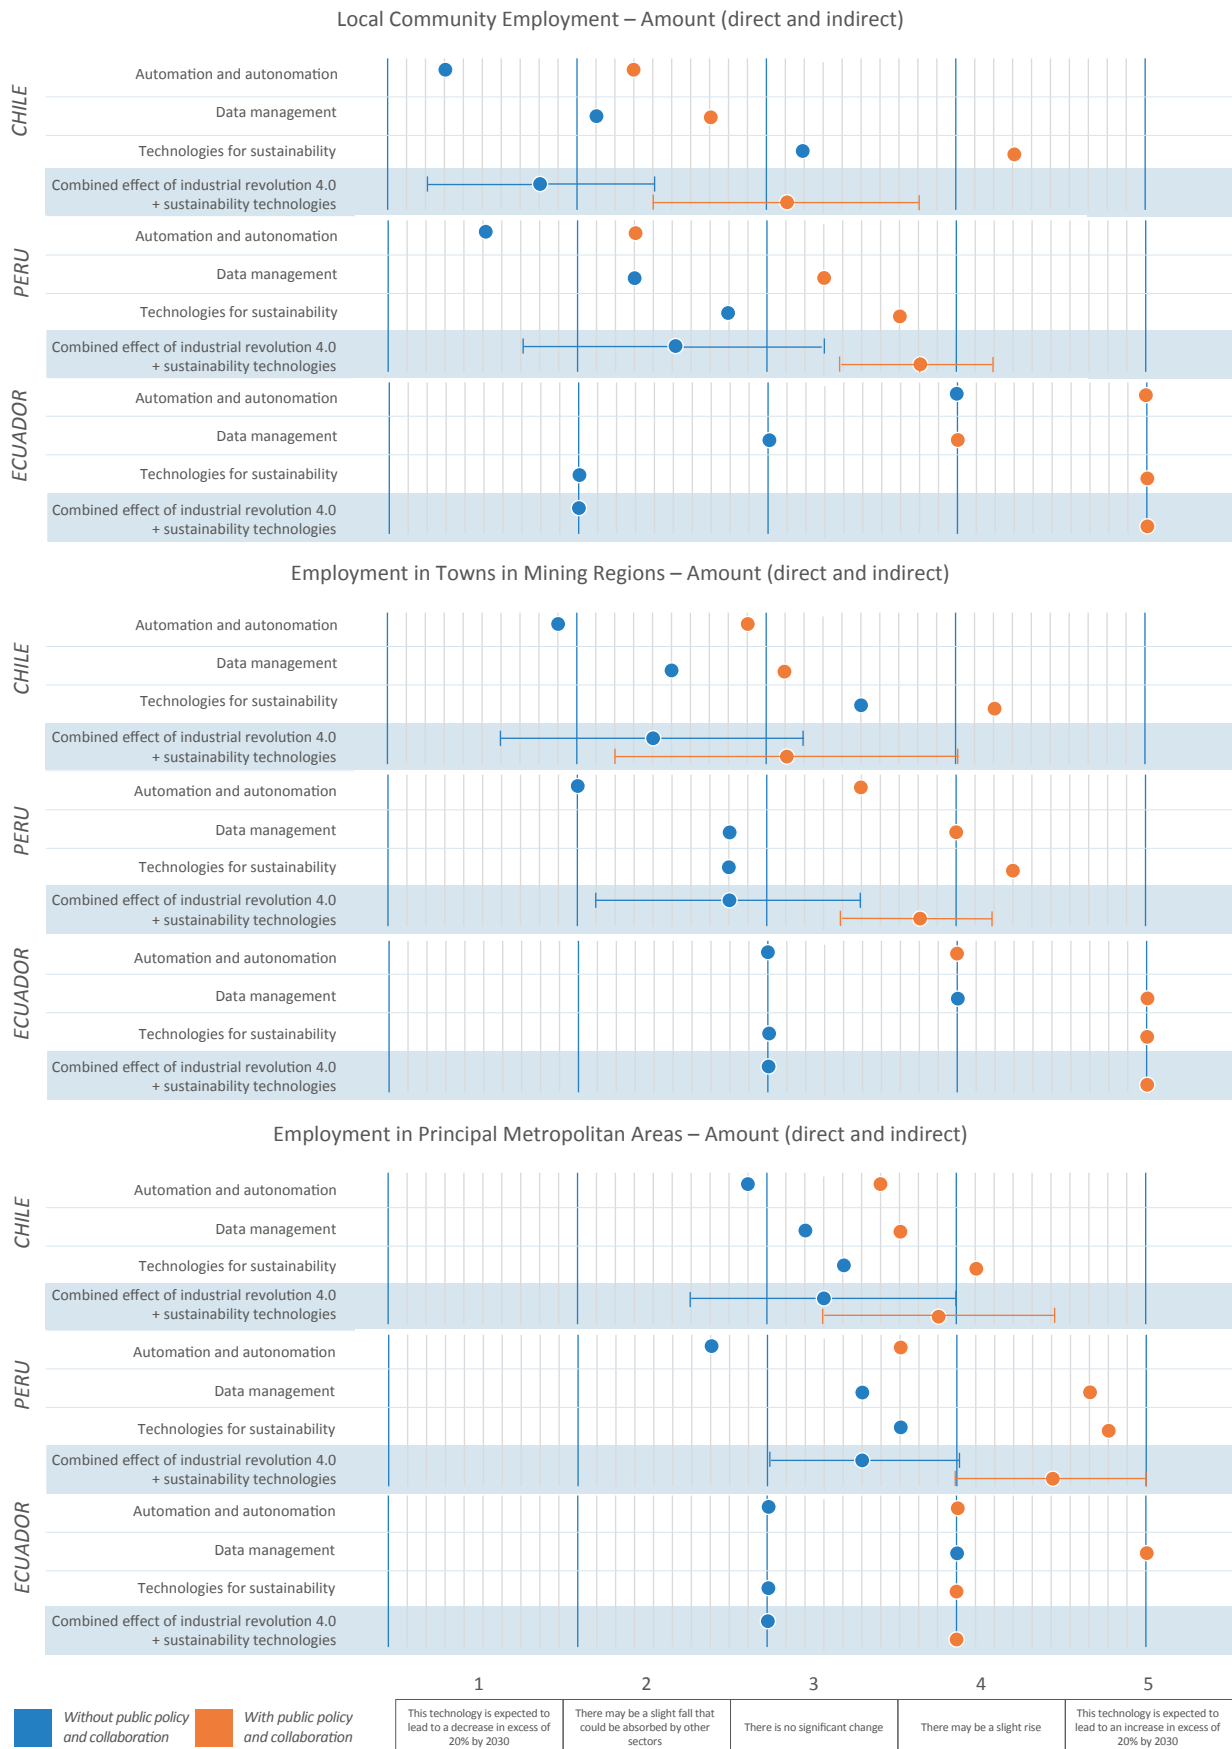 Local Community Employment – Amount (direct and indirect)
CHILE
Automation and autonomation
Data management
Technologies for sustainability
Combined effect of industrial revolution 4.0
+ sustainability technologies
PERU
Automation and autonomation
Data management
Technologies for sustainability
Combined effect of industrial revolution 4.0
+ sustainability technologies
ECUADOR
Automation and autonomation
Data management
Technologies for sustainability
Combined effect of industrial revolution 4.0
+ sustainability technologies
Employment in Towns in Mining Regions – Amount (direct and indirect)
CHILE
Automation and autonomation
Data management
Technologies for sustainability
Combined effect of industrial revolution 4.0
+ sustainability technologies
PERU
Automation and autonomation
Data management
Technologies for sustainability
Combined effect of industrial revolution 4.0
+ sustainability technologies
ECUADOR
Automation and autonomation
Data management
Technologies for sustainability
Combined effect of industrial revolution 4.0
+ sustainability technologies
Employment in Principal Metropolitan Areas – Amount (direct and indirect)
CHILE
Automation and autonomation
Data management
Technologies for sustainability
Combined effect of industrial revolution 4.0
+ sustainability technologies
PERU
Automation and autonomation
Data management
Technologies for sustainability
Combined effect of industrial revolution 4.0
+ sustainability technologies
ECUADOR
Automation and autonomation
Data management
Technologies for sustainability
Combined effect of industrial revolution 4.0
+ sustainability technologies
Without public policy
and collaboration
With public policy
and collaboration
1
This technology is expected to
lead to a decrease in excess of
20% by 2030
2
There may be a slight fall that
could be absorbed by other
sectors
3
There is no significant change
4
There may be a slight rise
5
This technology is expected to
lead to an increase in excess of
20% by 2030